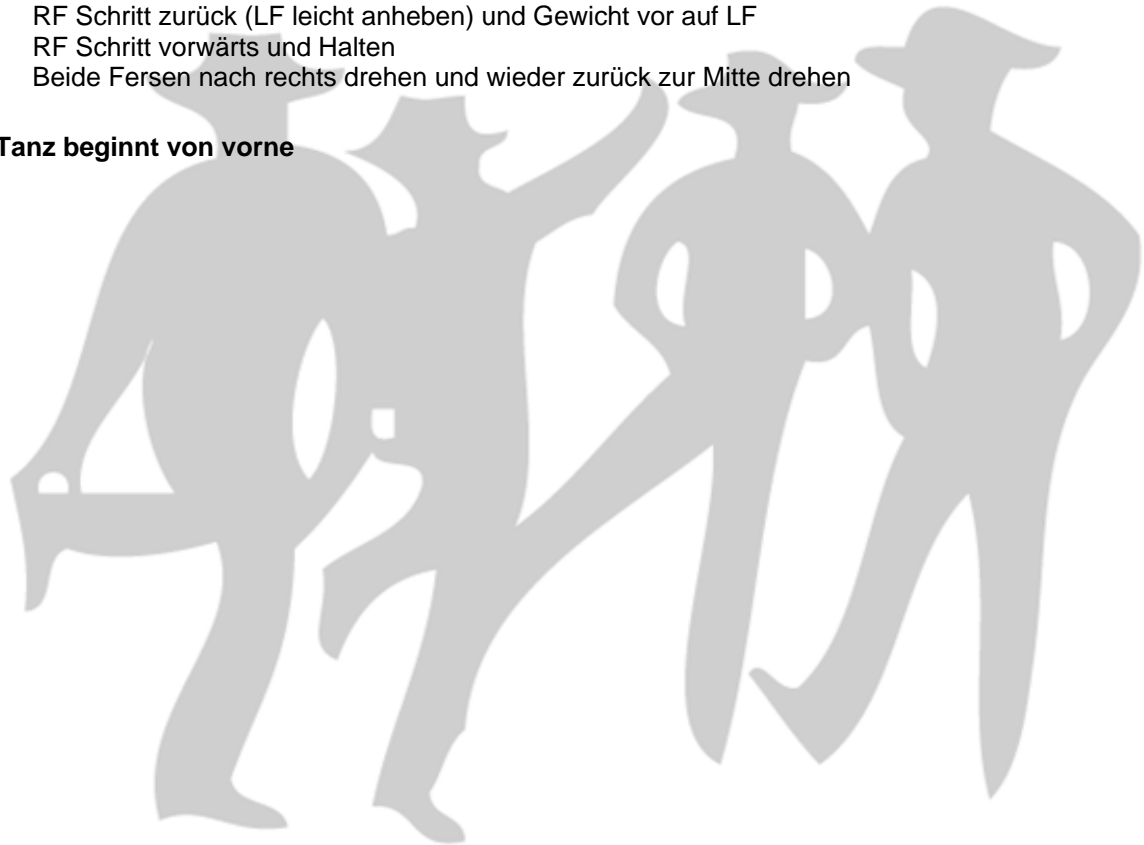 RF Schritt zurück (LF leicht anheben) und Gewicht vor auf LF
RF Schritt vorwärts und Halten
Beide Fersen nach rechts drehen und wieder zurück zur Mitte drehen
Tanz beginnt von vorne